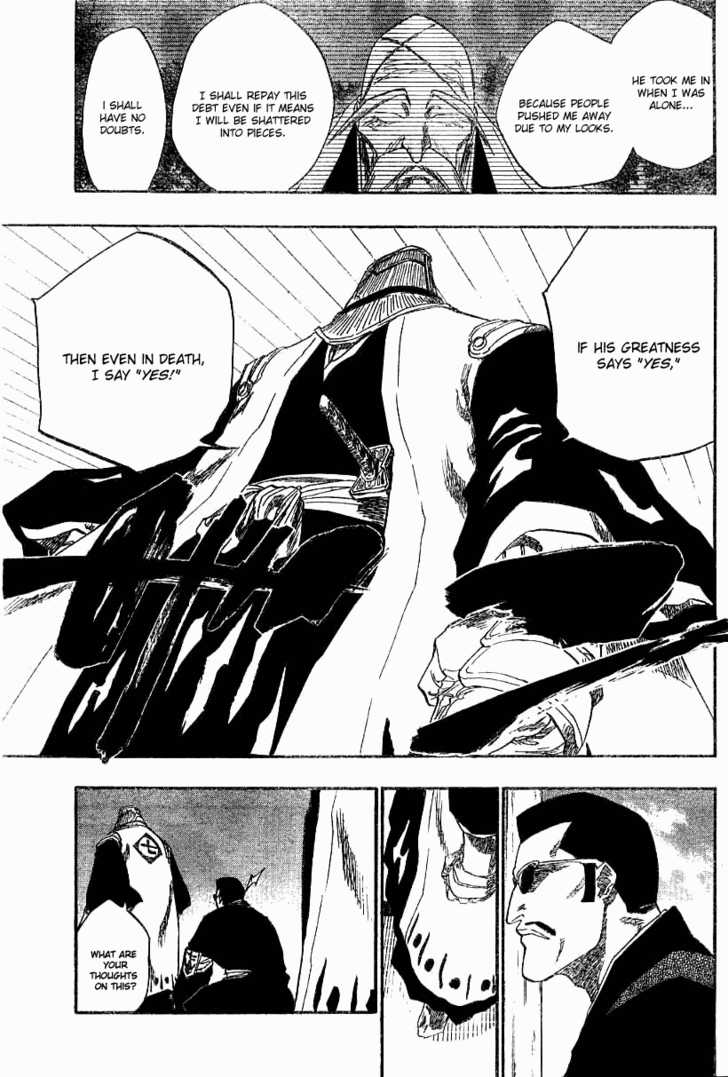 HE TOOK ME IN
WHEN I WAS
ALONE...
BECAUSE PEOPLE
PUSHED ME AWAY
DUE TO MY LOOKS.
I SHALL REPAY THIS
DEBT EVEN IF IT MEANS
I WILL BE SHATTERED
INTO PIECES.
I SHALL
HAVE NO
DOUBTS.
IF HIS GREATNESS
SAYS "YES,"
THEN EVEN IN DEATH,
I SAY "YES!"
七
WHAT ARE
YOUR
THOUGHTS
ON THIS?